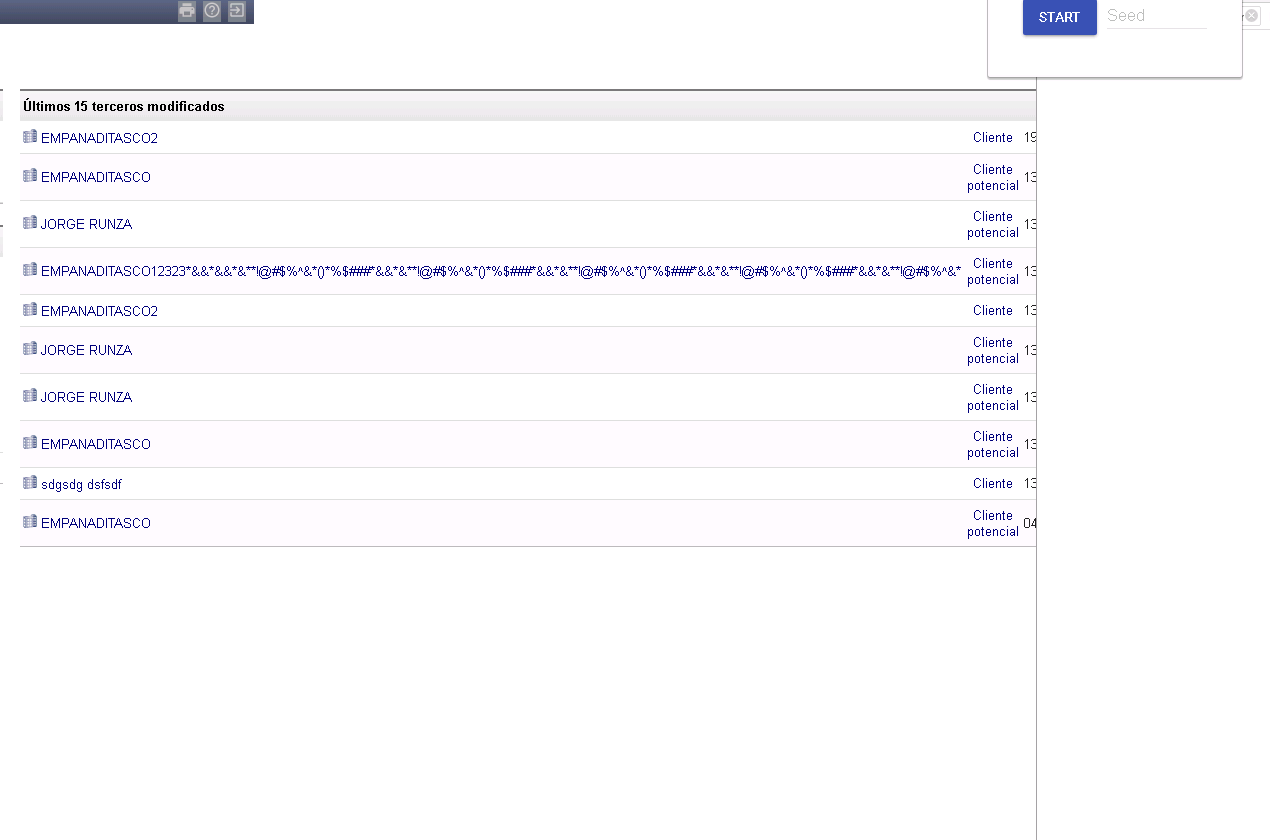 START Seed
Últimos 15 terceros modificados
EMPANADITASCO2 Cliente 19
EMPANADITASCO Cliente potencial 13
JORGE RUNZA Cliente potencial 13
EMPANADITASCO12323*&&*&&*&**!@#$%^&*()*%$###*&&*&**!@#$%^&*()*%$###*&&*&**!@#$%^&*()*%$###*&&*&**!@#$%^&*()*%$###*&&*&**!@#$%^&*()*%$###*&&*&**!@#$%^&* Cliente potencial 13
EMPANADITASCO2 Cliente 13
JORGE RUNZA Cliente potencial 13
JORGE RUNZA Cliente potencial 13
EMPANADITASCO Cliente potencial 13
sdgsdg dsfsdf Cliente 13
EMPANADITASCO Cliente potencial 04